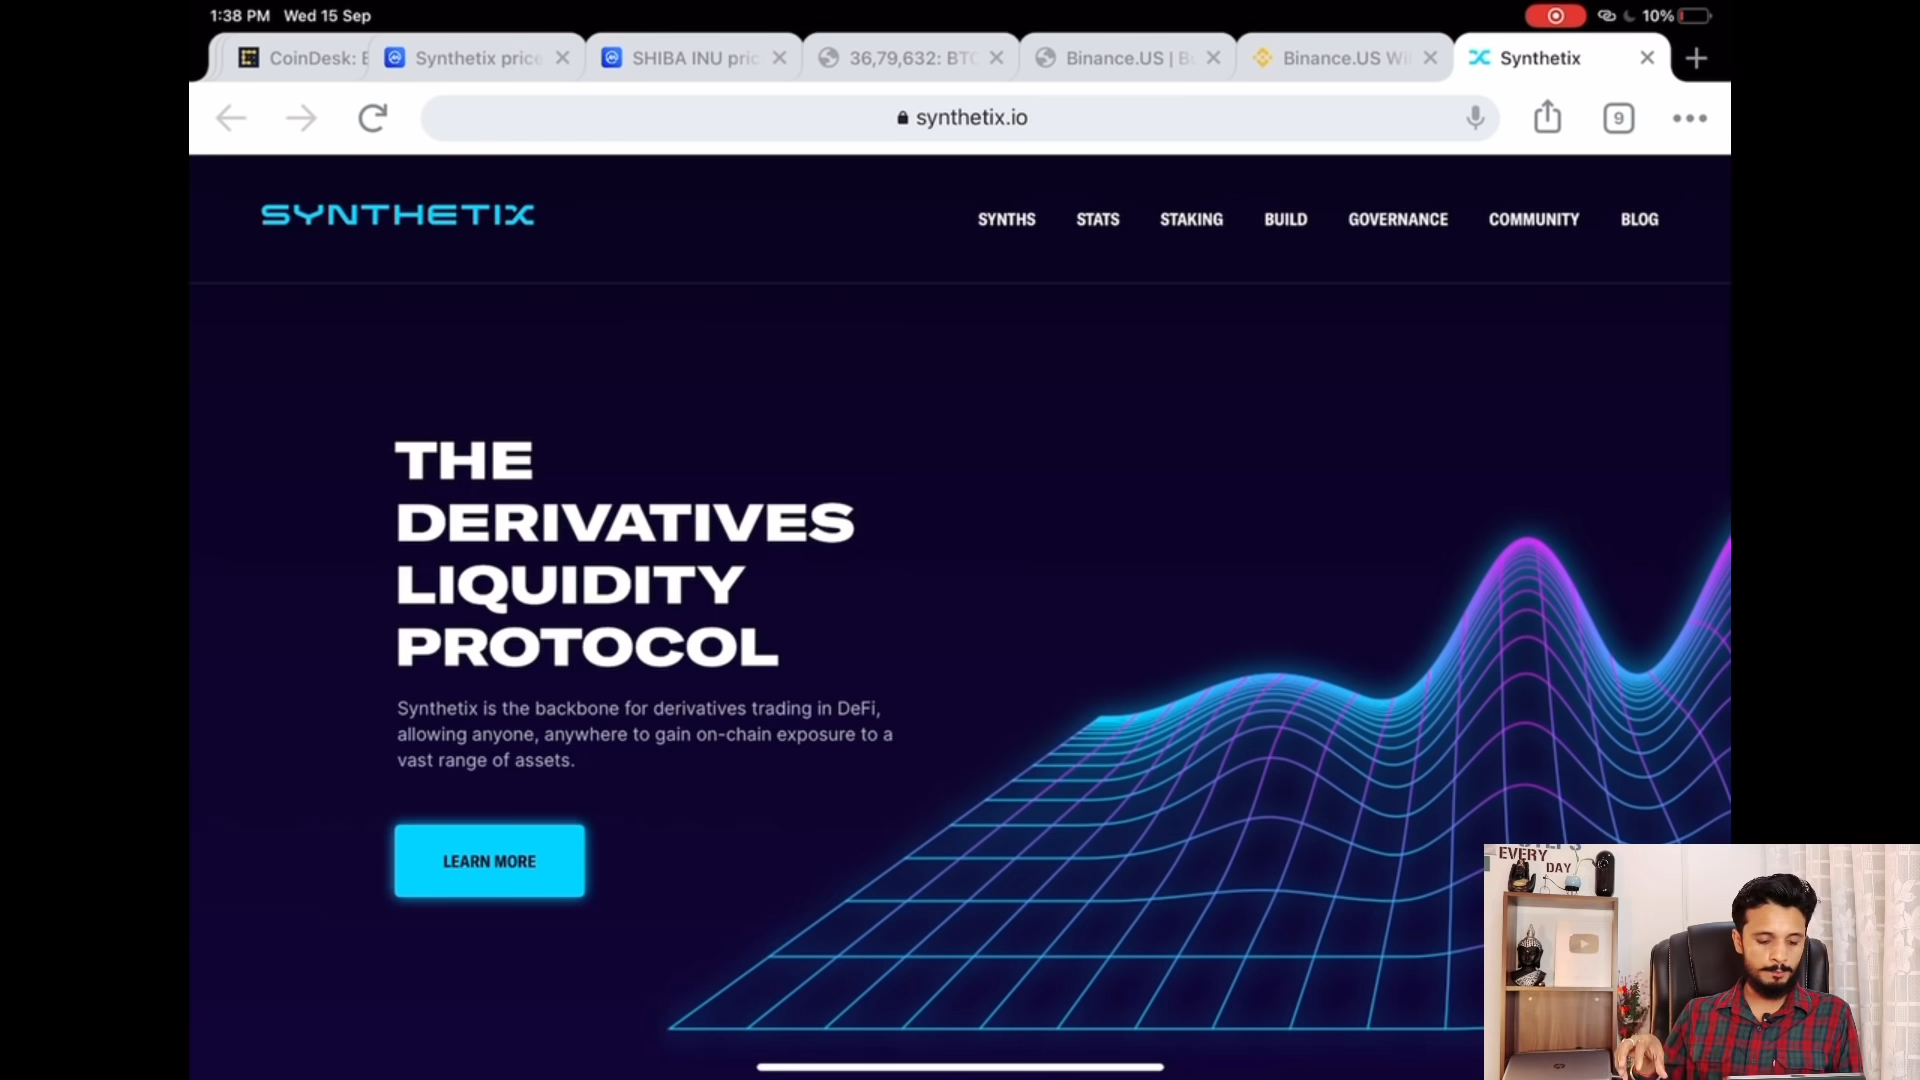 1:38 PM Wed 15 Sep
10%
CoinDesk: E
Synthetix price
SHIBA INU pric
36,79,632: BTC
Binance.US | Bu
Binance.US Wil
Synthetix
synthetix.io
9
SYNTHETIX
SYNTHS STATS STAKING BUILD GOVERNANCE COMMUNITY BLOG
THE
DERIVATIVES
LIQUIDITY
PROTOCOL
Synthetix is the backbone for derivatives trading in DeFi,
allowing anyone, anywhere to gain on-chain exposure to a
vast range of assets.
LEARN MORE
EVERY
DAY